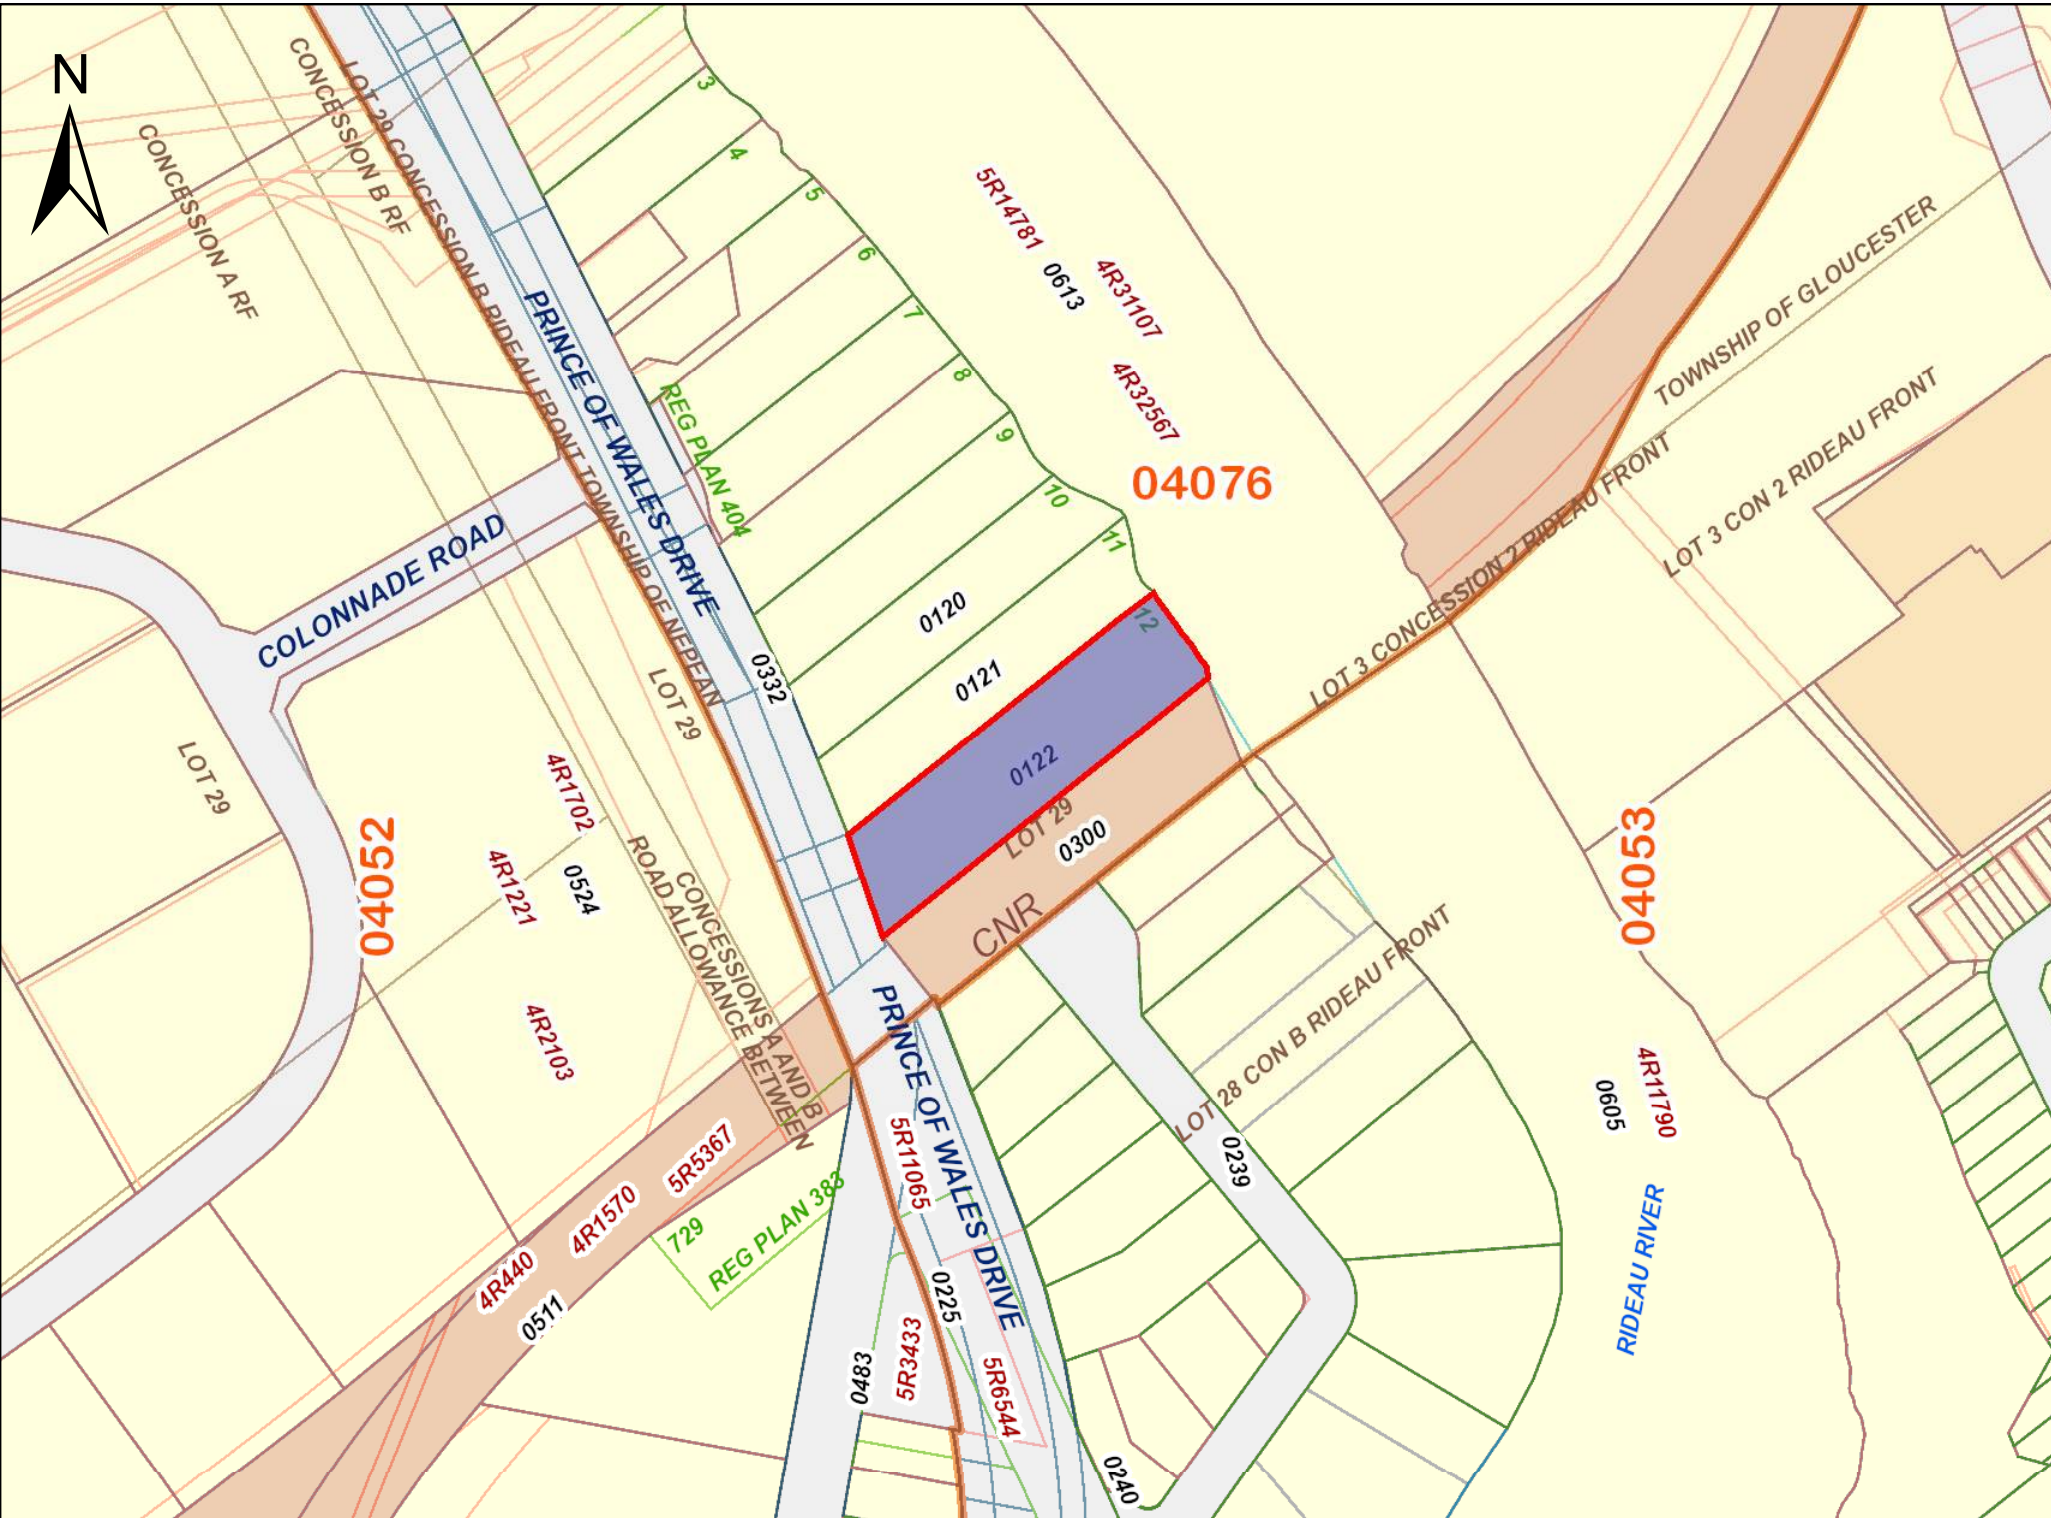 N
CONCESSION A RF
CONCESSION B RF
LOT 29 CONCESSION B RIDEAU FRONT TOWNSHIP OF NEPEAN
3
4
5
6
7
8
9
10
11
12
5R14781
0613
4R31107
4R32567
04076
TOWNSHIP OF GLOUCESTER
LOT 3 CON 2 RIDEAU FRONT
LOT 3 CONCESSION 2 RIDEAU FRONT
PRINCE OF WALES DRIVE
REG PLAN 404
COLONNADE ROAD
0120
0121
0332
LOT 29
LOT 29
0122
LOT 29
0300
CNR
4R1702
4R1221
0524
04052
04053
4R2103
ROAD ALLOWANCE BETWEEN
CONCESSIONS A AND B
LOT 28 CON B RIDEAU FRONT
PRINCE OF WALES DRIVE
4R11790
0605
5R5367
5R11065
0239
4R1570
729
REG PLAN 383
4R440
0511
RIDEAU RIVER
0225
5R3433
0483
5R6544
0240